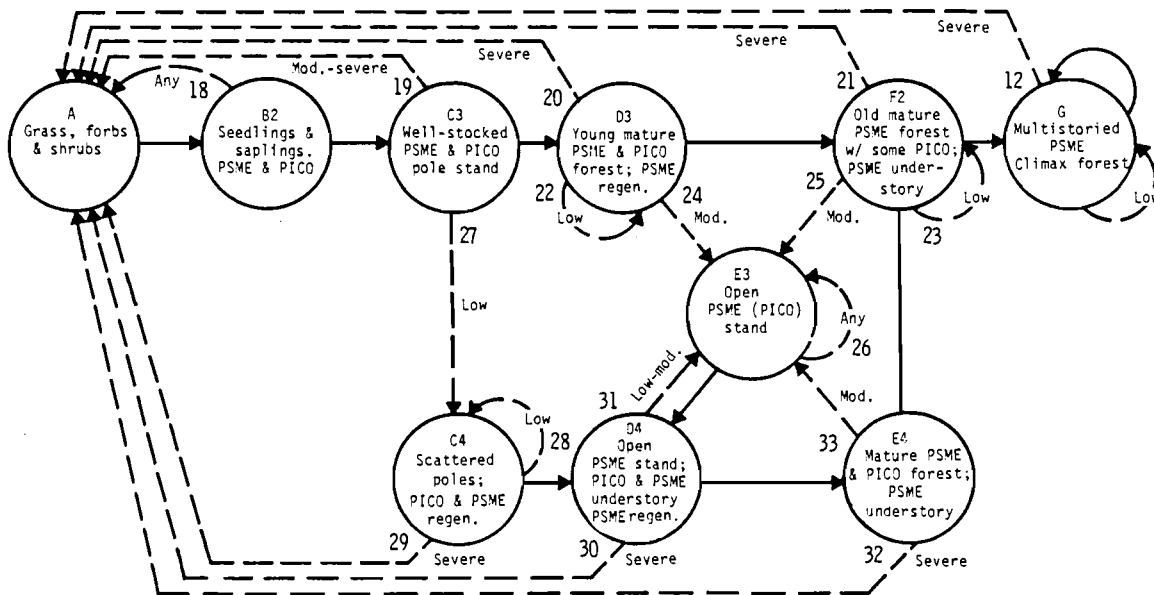 Severe
Severe
Severe
Mod.-severe
Any
18
19
20
21
12
A
Grass, forbs
& shrubs
B2
Seedlings &
saplings.
PSME & PICO
C3
Well-stocked
PSME & PICO
pole stand
D3
Young mature
PSME & PICO
forest; PSME
regen.
F2
Old mature
PSME forest
w/ some PICO;
PSME under-
story
G
Multistoried
PSME
Climax forest
22
Low
24
Mod.
25
Mod.
Low
23
Low
27
Low
E3
Open
PSME (PICO)
stand
Any
26
Low-mod.
31
Mod.
33
C4
Scattered
poles;
PICO & PSME
regen.
Low
28
D4
Open
PSME stand;
PICO & PSME
understory
PSME regen.
E4
Mature PSME
& PICO forest;
PSME
understory
29
Severe
30
Severe
32
Severe